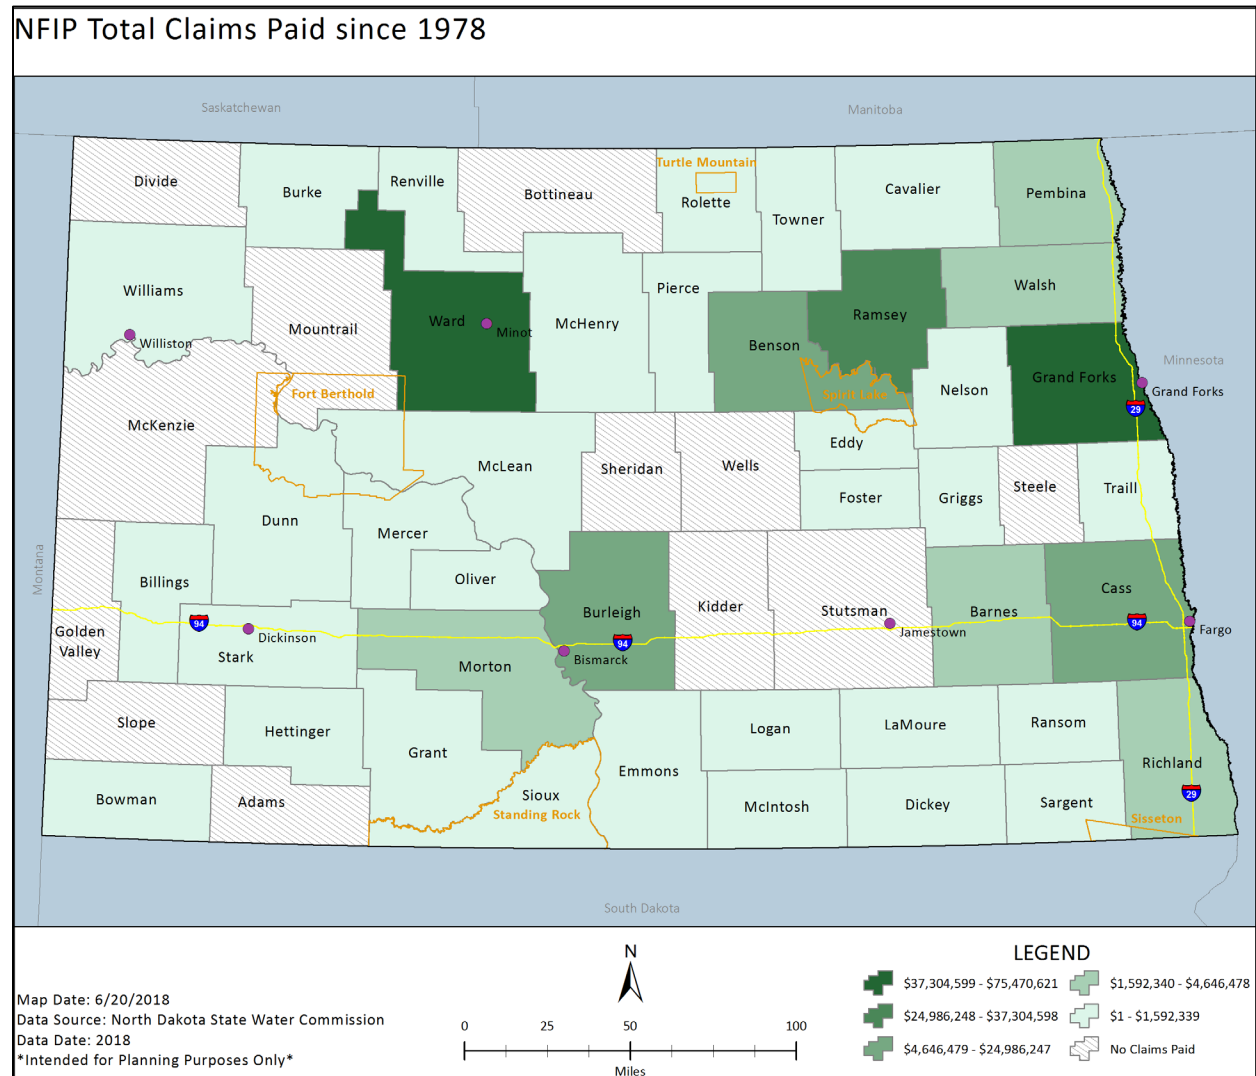 NFIP Total Claims Paid since 1978
Saskatchewan
Manitoba
Divide
Burke
Renville
Bottineau
Turtle Mountain
Rolette
Towner
Cavalier
Pembina
Williams
Williston
Mountrail
Ward
Minot
McHenry
Pierce
Benson
Ramsey
Walsh
Nelson
Grand Forks
Grand Forks
Minnesota
29
Spirit Lake
Fort Berthold
McKenzie
McLean
Sheridan
Wells
Eddy
Foster
Griggs
Steele
Traill
Dunn
Mercer
Oliver
Montana
Billings
Golden
Valley
94
Dickinson
Stark
Morton
Burleigh
94
Bismarck
Kidder
Stutsman
Jamestown
Barnes
Cass
94
Fargo
Slope
Hettinger
Grant
Emmons
Logan
LaMoure
Ransom
Richland
29
Bowman
Adams
Sioux
Standing Rock
McIntosh
Dickey
Sargent
Sisseton
South Dakota
N
0 25 50 100
Miles
Map Date: 6/20/2018
Data Source: North Dakota State Water Commission
Data Date: 2018
*Intended for Planning Purposes Only*
LEGEND
$37,304,599 - $75,470,621
$24,986,248 - $37,304,598
$4,646,479 - $24,986,247
$1,592,340 - $4,646,478
$1 - $1,592,339
No Claims Paid